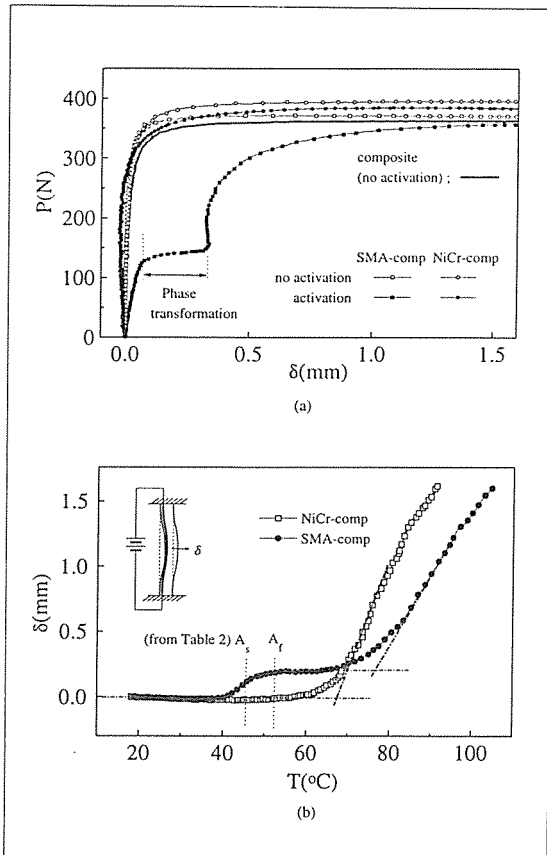 400
300
200
100
0
P(N)
composite
(no activation) ;
SMA-comp NiCr-comp
no activation
activation
Phase
transformation
0.0 0.5 1.0 1.5
δ(mm)
(a)
1.5
1.0
0.5
0.0
δ(mm)
NiCr-comp
SMA-comp
δ
(from Table 2) As Af
20 40 60 80 100
T(°C)
(b)